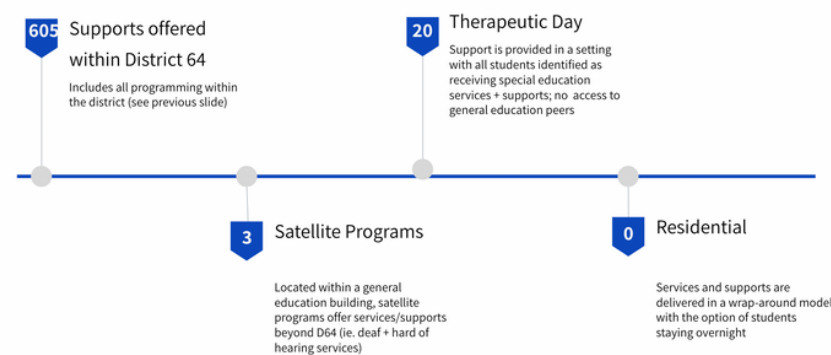 605
Supports offered
within District 64
Includes all programming within
the district (see previous slide)
20
Therapeutic Day
Support is provided in a setting
with all students identified as
receiving special education
services + supports; no access to
general education peers
3
Satellite Programs
Located within a general
education building, satellite
programs offer services/supports
beyond D64 (ie. deaf + hard of
hearing services)
0
Residential
Services and supports are
delivered in a wrap-around model
with the option of students
staying overnight